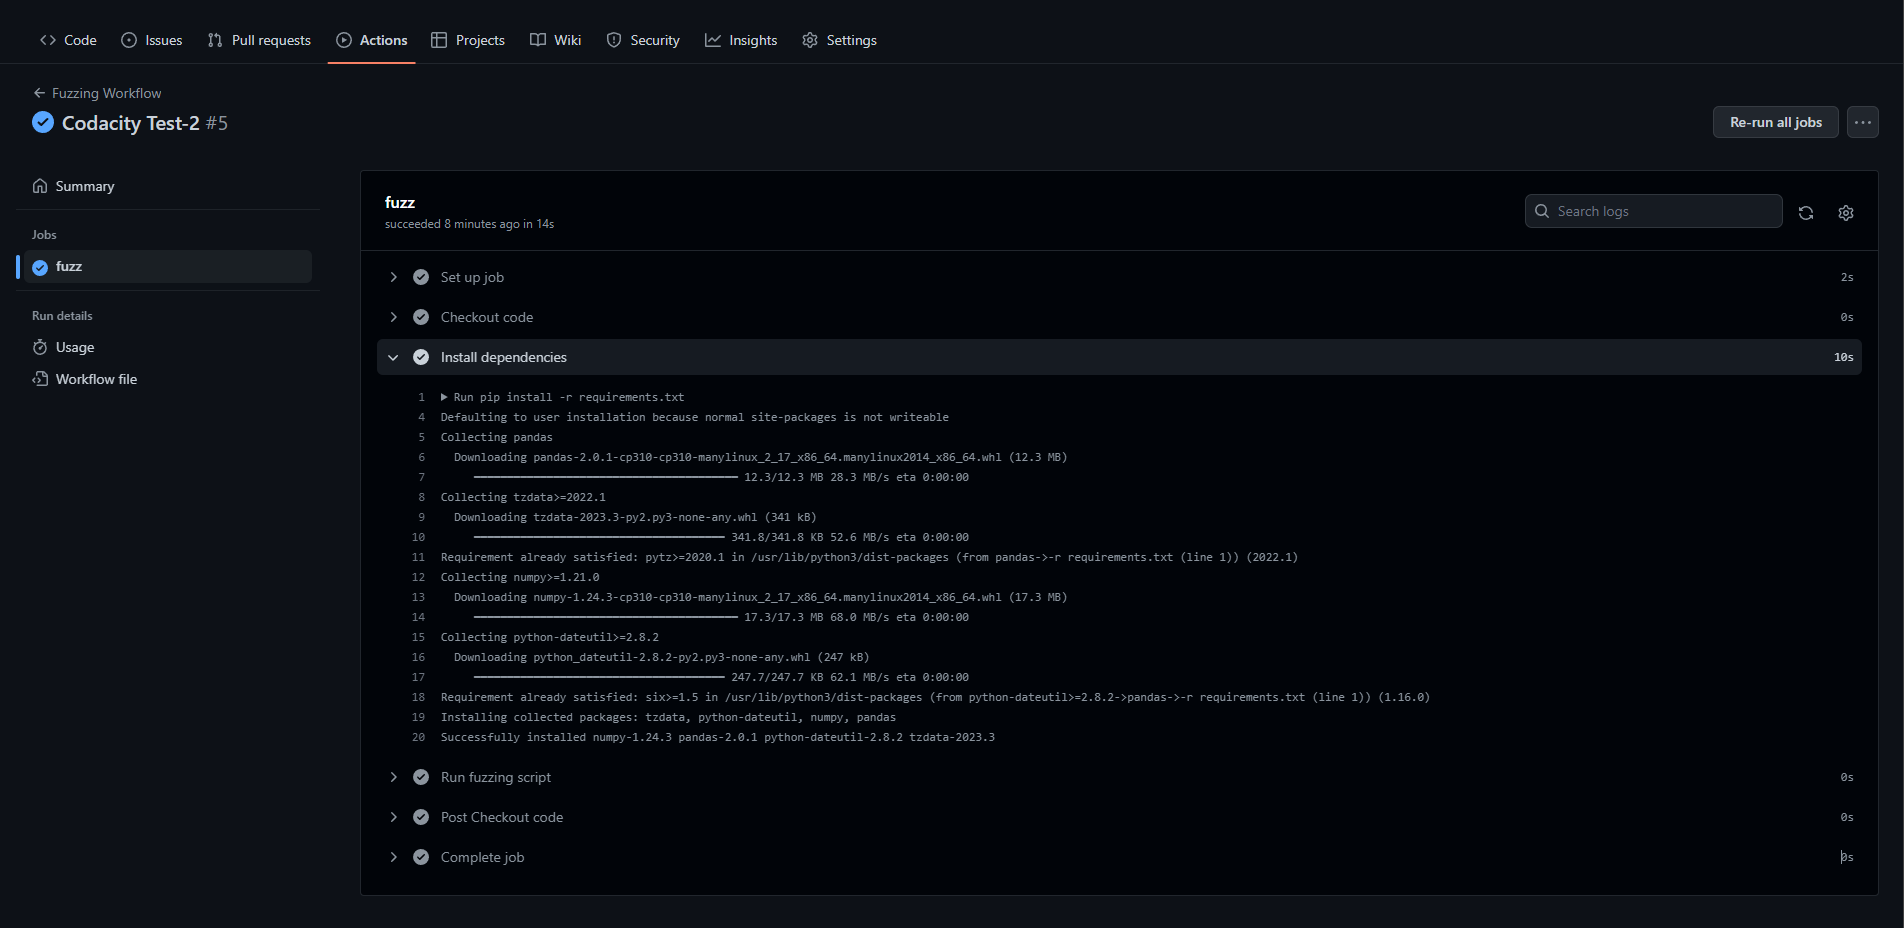 Code Issues Pull requests Actions Projects Wiki Security Insights Settings
Fuzzing Workflow
Codacity Test-2 #5
Re-run all jobs
Summary
Jobs
fuzz
Run details
Usage
Workflow file
fuzz
succeeded 8 minutes ago in 14s
Search logs
Set up job 2s
Checkout code 0s
Install dependencies 10s
1 Run pip install -r requirements.txt
4 Defaulting to user installation because normal site-packages is not writeable
5 Collecting pandas
6 Downloading pandas-2.0.1-cp310-cp310-manylinux_2_17_x86_64.manylinux2014_x86_64.whl (12.3 MB)
7 ━━━━━━━━━━━━━━━━━━━━━━━━━━━━━━━━━━━━━━━━ 12.3/12.3 MB 28.3 MB/s eta 0:00:00
8 Collecting tzdata>=2022.1
9 Downloading tzdata-2023.3-py2.py3-none-any.whl (341 kB)
10 ━━━━━━━━━━━━━━━━━━━━━━━━━━━━━━━━━━━━━━ 341.8/341.8 KB 52.6 MB/s eta 0:00:00
11 Requirement already satisfied: pytz>=2020.1 in /usr/lib/python3/dist-packages (from pandas->-r requirements.txt (line 1)) (2022.1)
12 Collecting numpy>=1.21.0
13 Downloading numpy-1.24.3-cp310-cp310-manylinux_2_17_x86_64.manylinux2014_x86_64.whl (17.3 MB)
14 ━━━━━━━━━━━━━━━━━━━━━━━━━━━━━━━━━━━━━━━━ 17.3/17.3 MB 68.0 MB/s eta 0:00:00
15 Collecting python-dateutil>=2.8.2
16 Downloading python_dateutil-2.8.2-py2.py3-none-any.whl (247 kB)
17 ━━━━━━━━━━━━━━━━━━━━━━━━━━━━━━━━━━━━━━ 247.7/247.7 KB 62.1 MB/s eta 0:00:00
18 Requirement already satisfied: six>=1.5 in /usr/lib/python3/dist-packages (from python-dateutil>=2.8.2->pandas->-r requirements.txt (line 1)) (1.16.0)
19 Installing collected packages: tzdata, python-dateutil, numpy, pandas
20 Successfully installed numpy-1.24.3 pandas-2.0.1 python-dateutil-2.8.2 tzdata-2023.3
Run fuzzing script 0s
Post Checkout code 0s
Complete job 0s